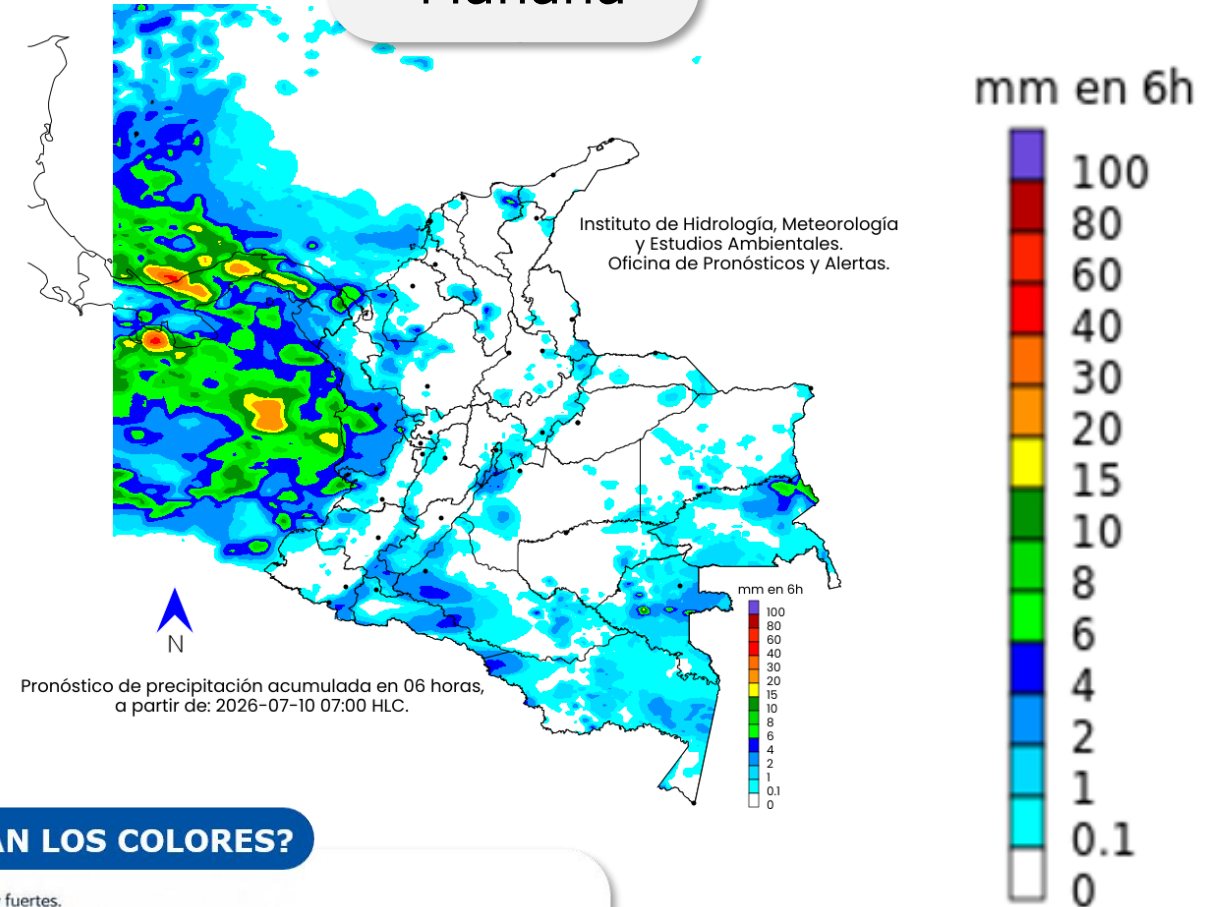 Mañana
mm en 6h
100
80
60
40
30
20
15
10
8
6
4
2
1
0.1
0
Instituto de Hidrología, Meteorología
y Estudios Ambientales.
Oficina de Pronósticos y Alertas.
mm en 6h
100
80
60
40
30
20
15
10
8
6
4
2
1
0.1
0
N
Pronóstico de precipitación acumulada en 06 horas,
a partir de: 2026-07-10 07:00 HLC.
AN LOS COLORES?
fuertes.